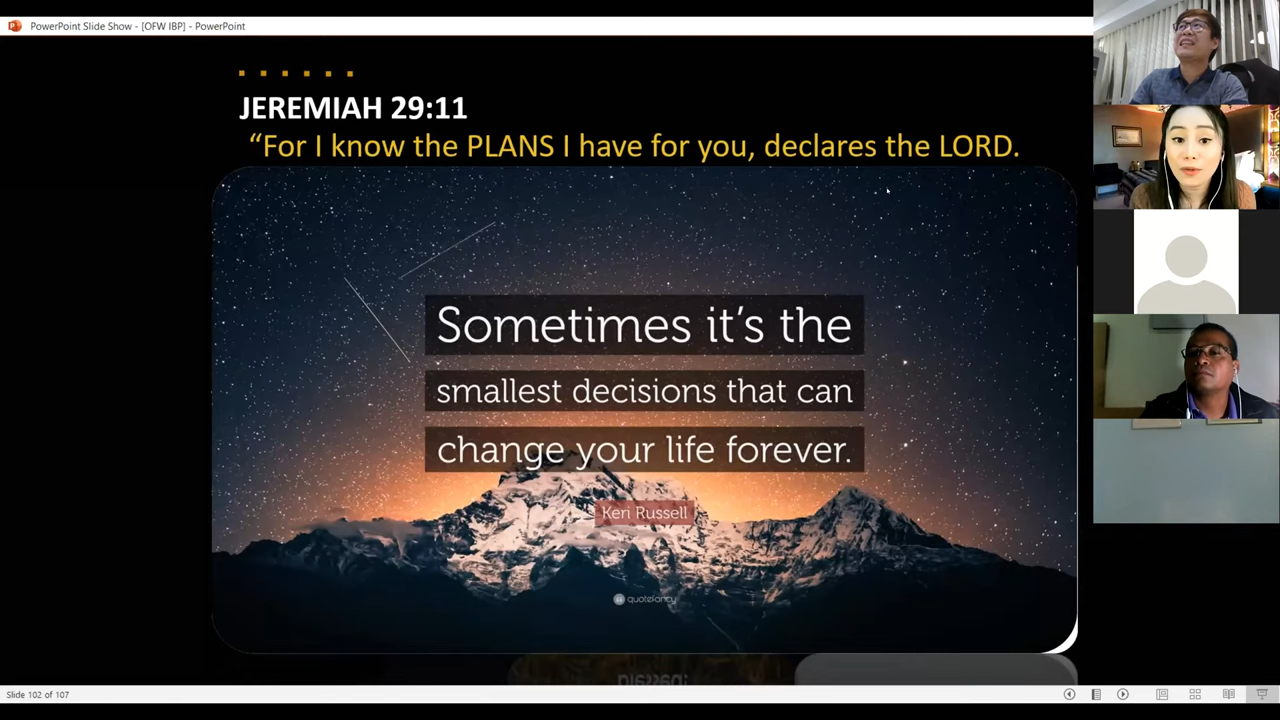 PowerPoint Slide Show - [OFW IBP] - PowerPoint
JEREMIAH 29:11
“For I know the PLANS I have for you, declares the LORD.
Sometimes it’s the
smallest decisions that can
change your life forever.
Keri Russell
quotefancy
Slide 102 of 107